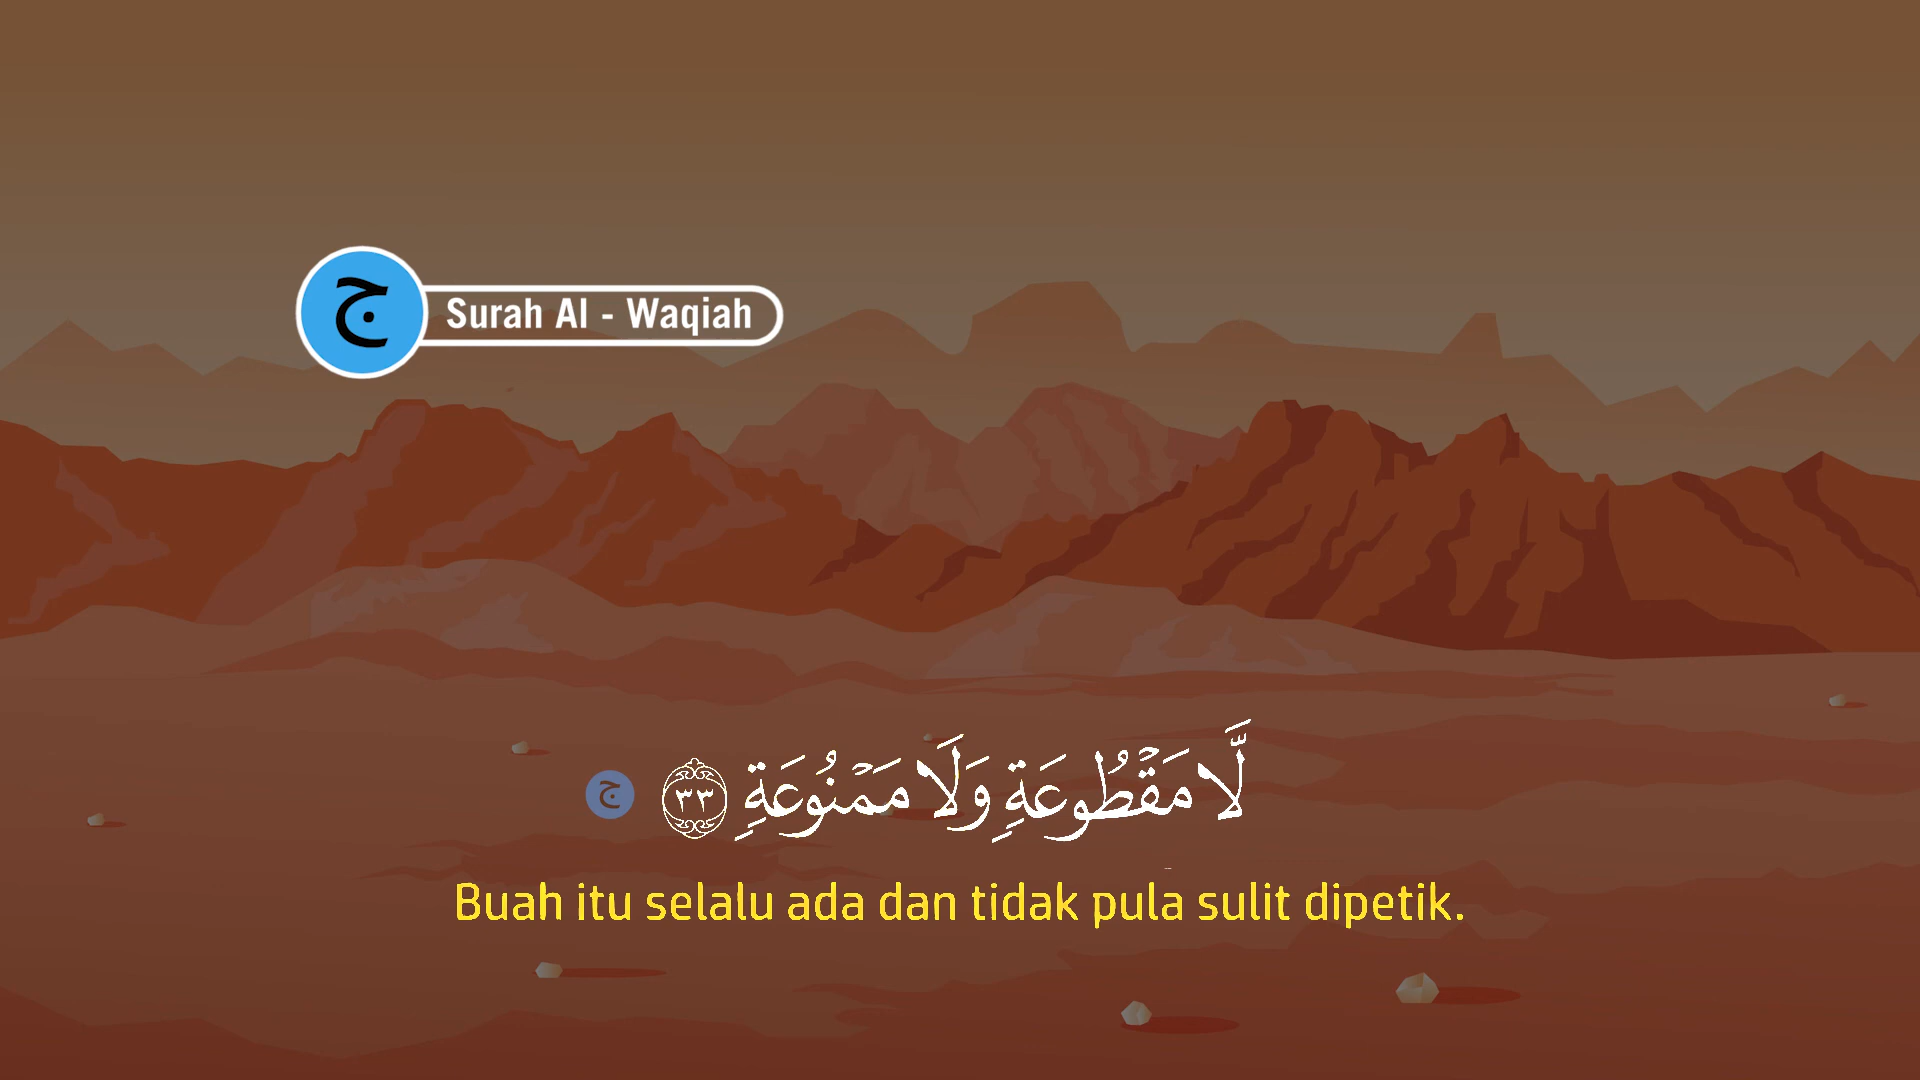 ج Surah Al - Waqiah
لَّا مَقْطُوعَةٍ وَلَا مَمْنُوعَةٍ ٣٣ ج
Buah itu selalu ada dan tidak pula sulit dipetik.